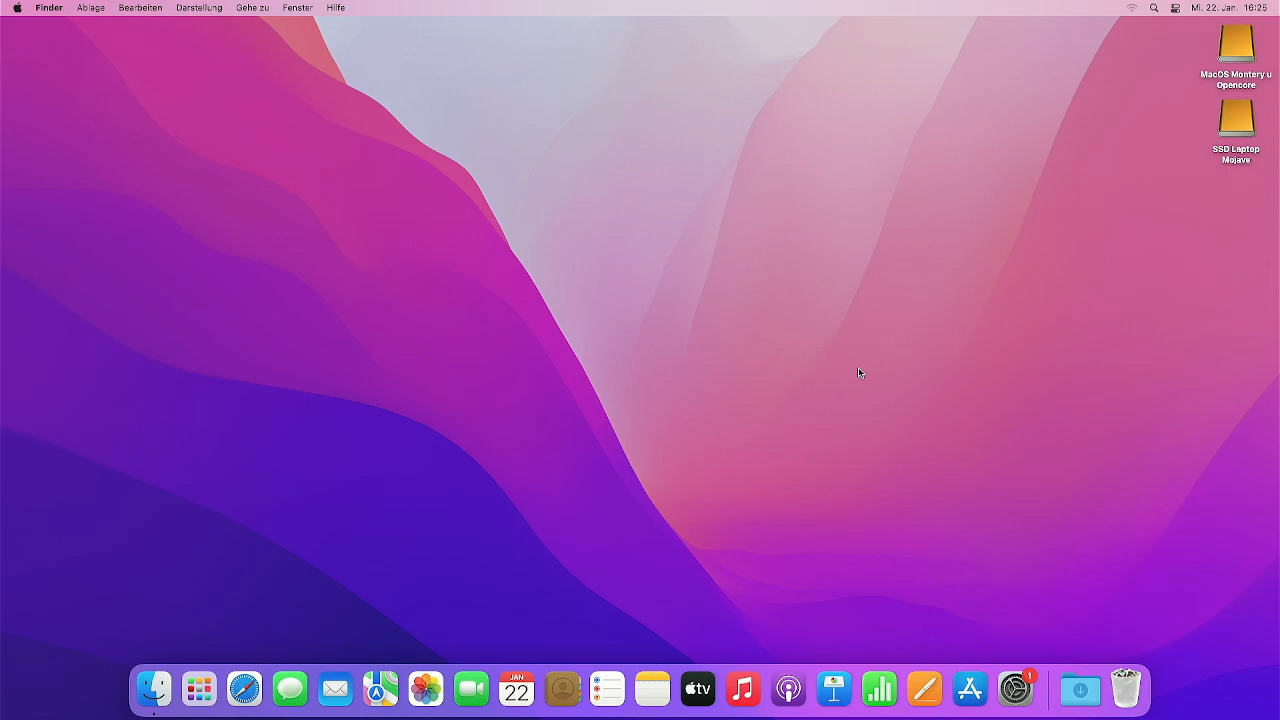 Finder Ablage Bearbeiten Darstellung Gehe zu Fenster Hilfe Mi. 22. Jan. 16:25
MacOS Montery u
Opencore
SSD Laptop
Mojave
JAN
22
tv
1